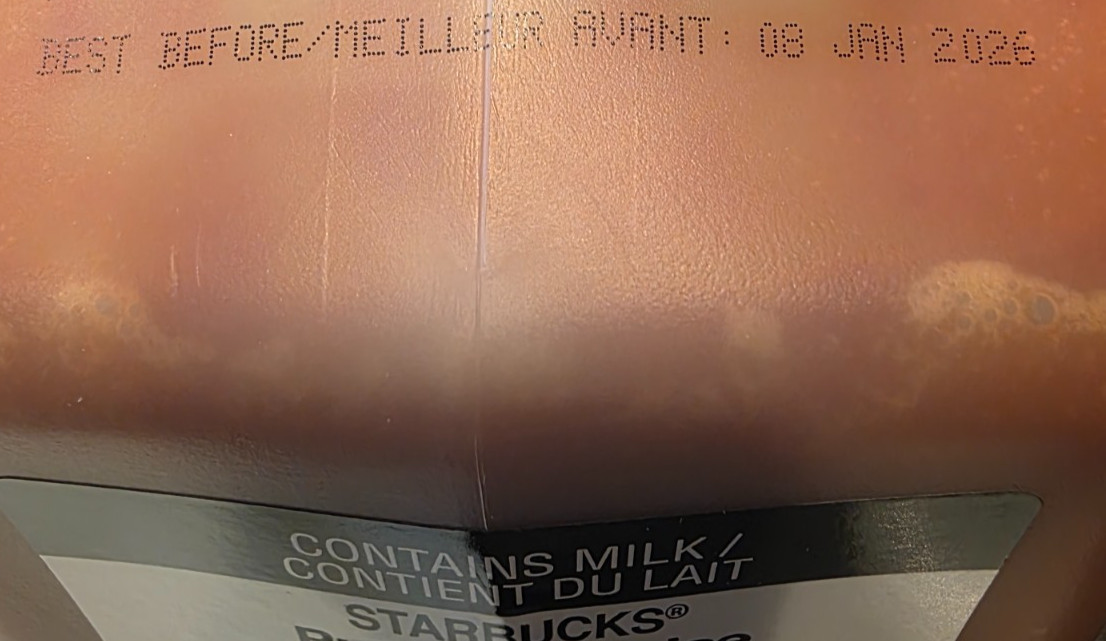 BEST BEFORE/MEILLEUR AVANT: 08 JAN 2026
CONTAINS MILK /
CONTIENT DU LAIT
STARBUCKS®